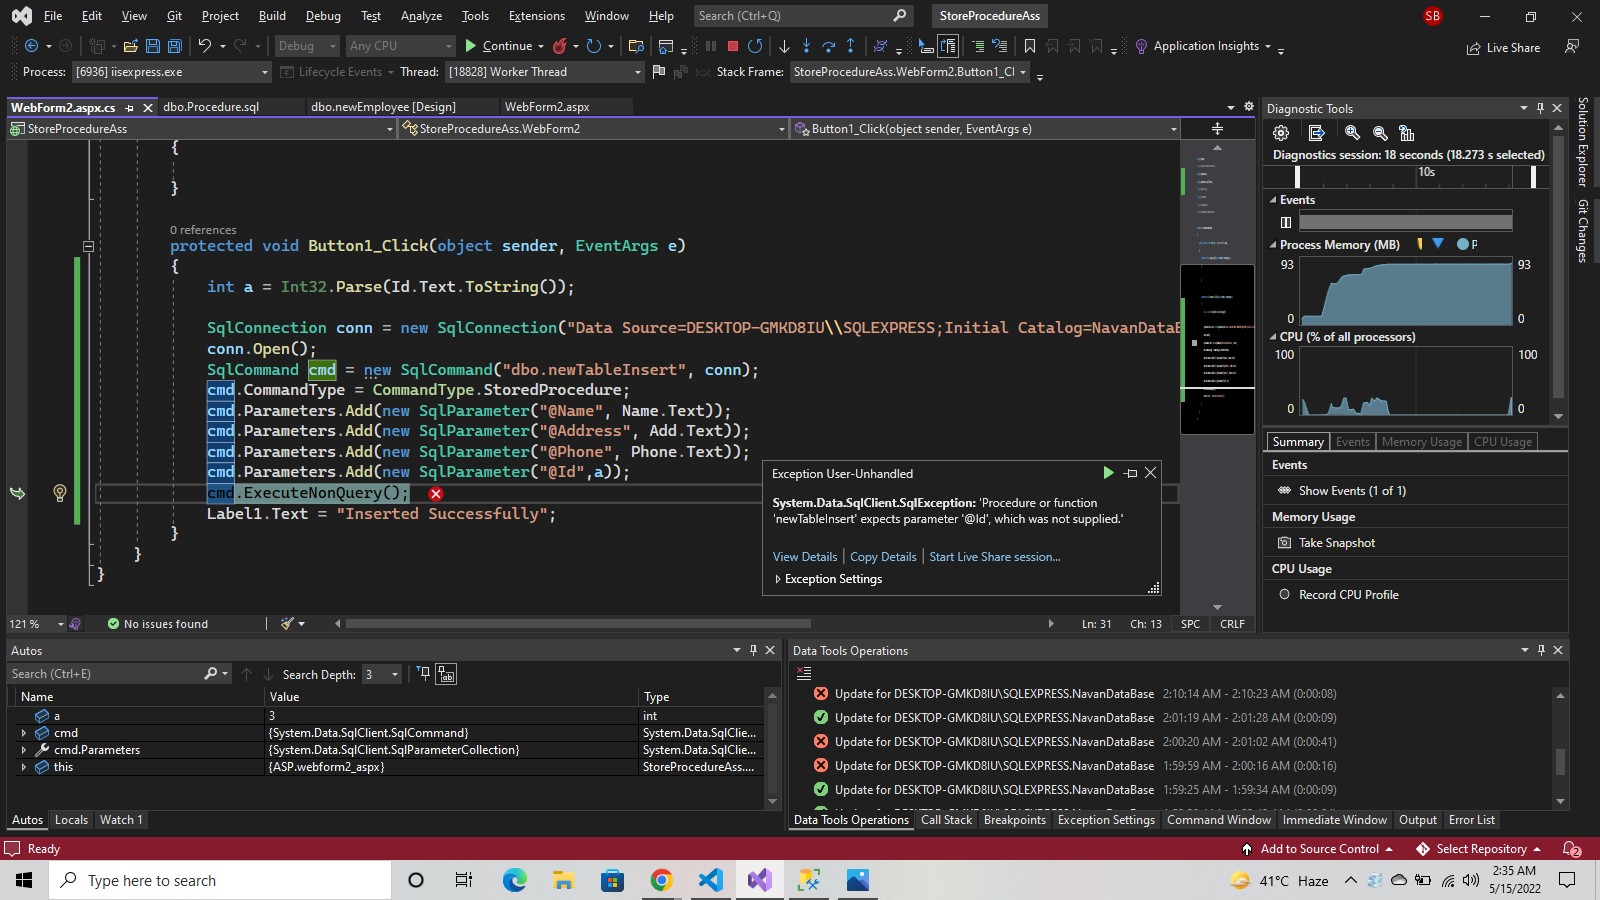 File Edit View Git Project Build Debug Test Analyze Tools Extensions Window Help Search (Ctrl+Q) StoreProcedureAss SB
Debug Any CPU Continue Application Insights Live Share
Process: [6936] iisexpress.exe Lifecycle Events Thread: [18828] Worker Thread Stack Frame: StoreProcedureAss.WebForm2.Button1_Cl
WebForm2.aspx.cs dbo.Procedure.sql dbo.newEmployee [Design] WebForm2.aspx
StoreProcedureAss StoreProcedureAss.WebForm2 Button1_Click(object sender, EventArgs e)
{
}
0 references
protected void Button1_Click(object sender, EventArgs e)
{
int a = Int32.Parse(Id.Text.ToString());
SqlConnection conn = new SqlConnection("Data Source=DESKTOP-GMKD8IU\\SQLEXPRESS;Initial Catalog=NavanDataB
conn.Open();
SqlCommand cmd = new SqlCommand("dbo.newTableInsert", conn);
cmd.CommandType = CommandType.StoredProcedure;
cmd.Parameters.Add(new SqlParameter("@Name", Name.Text));
cmd.Parameters.Add(new SqlParameter("@Address", Add.Text));
cmd.Parameters.Add(new SqlParameter("@Phone", Phone.Text));
cmd.Parameters.Add(new SqlParameter("@Id",a));
cmd.ExecuteNonQuery();
Label1.Text = "Inserted Successfully";
}
}
}
Exception User-Unhandled
System.Data.SqlClient.SqlException: 'Procedure or function
'newTableInsert' expects parameter '@Id', which was not supplied.'
View Details Copy Details Start Live Share session...
Exception Settings
121 % No issues found Ln: 31 Ch: 13 SPC CRLF
Diagnostic Tools
Diagnostics session: 18 seconds (18.273 s selected)
10s
Events
Process Memory (MB) P
93 93
0 0
CPU (% of all processors)
100 100
0 0
Summary Events Memory Usage CPU Usage
Events
Show Events (1 of 1)
Memory Usage
Take Snapshot
CPU Usage
Record CPU Profile
Solution Explorer
Git Changes
Autos
Search (Ctrl+E) Search Depth: 3
Name Value Type
a 3 int
cmd {System.Data.SqlClient.SqlCommand} System.Data.SqlClie...
cmd.Parameters {System.Data.SqlClient.SqlParameterCollection} System.Data.SqlClie...
this {ASP.webform2_aspx} StoreProcedureAss....
Autos Locals Watch 1
Data Tools Operations
Update for DESKTOP-GMKD8IU\SQLEXPRESS.NavanDataBase 2:10:14 AM - 2:10:23 AM (0:00:08)
Update for DESKTOP-GMKD8IU\SQLEXPRESS.NavanDataBase 2:01:19 AM - 2:01:28 AM (0:00:09)
Update for DESKTOP-GMKD8IU\SQLEXPRESS.NavanDataBase 2:00:20 AM - 2:01:02 AM (0:00:41)
Update for DESKTOP-GMKD8IU\SQLEXPRESS.NavanDataBase 1:59:59 AM - 2:00:16 AM (0:00:16)
Update for DESKTOP-GMKD8IU\SQLEXPRESS.NavanDataBase 1:59:25 AM - 1:59:34 AM (0:00:09)
Data Tools Operations Call Stack Breakpoints Exception Settings Command Window Immediate Window Output Error List
Ready Add to Source Control Select Repository 2
Type here to search 41°C Haze 2:35 AM
5/15/2022